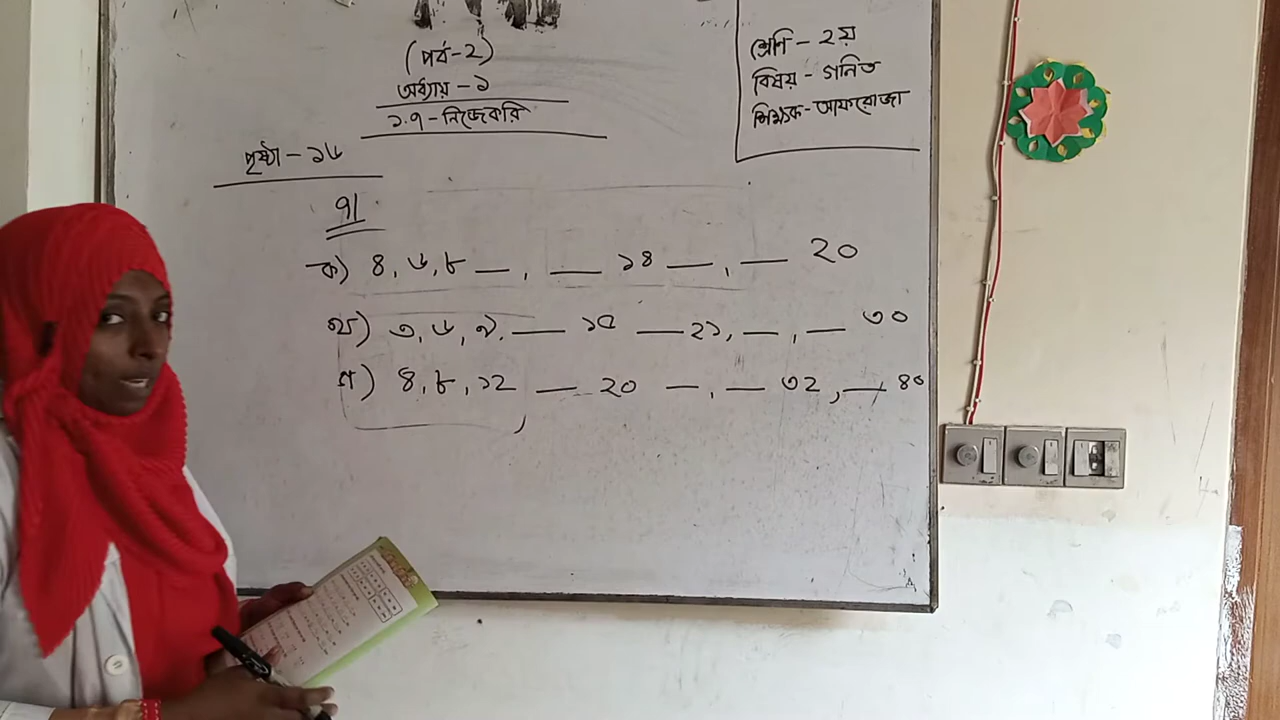 (পর্ব-২)
অধ্যায় - ১
১.৭ - নিজেকরি
শ্রেণি - ২য়
বিষয় - গনিত
শিক্ষক - আফরোজা
পৃষ্ঠা - ১৬
৭।
ক) ৪, ৬, ৮ __, __ ১৪ __, __ ২০
খ) ৩, ৬, ৯, __ ১৫ __ ২১, __, __ ৩০
গ) ৪, ৮, ১২ __ ২০ __, __ ৩২, __ ৪০